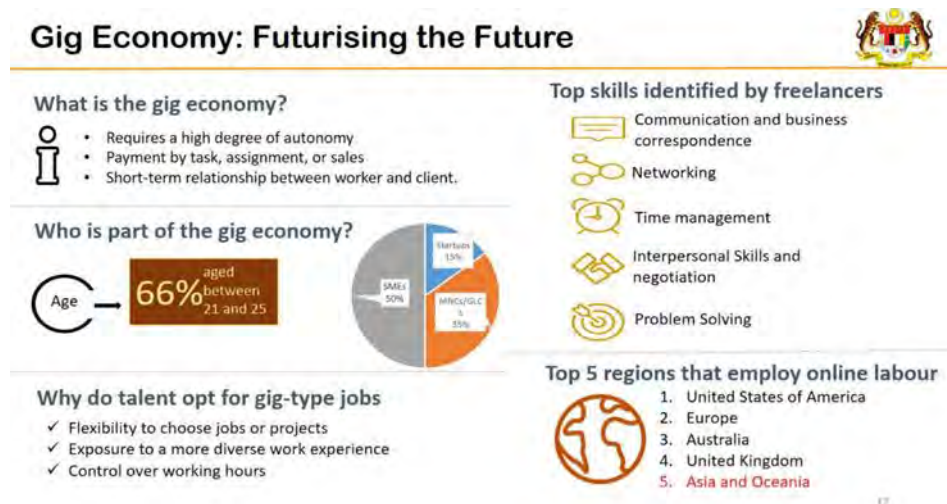 Gig Economy: Futurising the Future
What is the gig economy?
• Requires a high degree of autonomy
• Payment by task, assignment, or sales
• Short-term relationship between worker and client.
Who is part of the gig economy?
Age
66% aged
between
21 and 25
Startups
15%
SMEs
50%
MNCs/GLC
s
35%
Why do talent opt for gig-type jobs
✓ Flexibility to choose jobs or projects
✓ Exposure to a more diverse work experience
✓ Control over working hours
Top skills identified by freelancers
Communication and business
correspondence
Networking
Time management
Interpersonal Skills and
negotiation
Problem Solving
Top 5 regions that employ online labour
1. United States of America
2. Europe
3. Australia
4. United Kingdom
5. Asia and Oceania